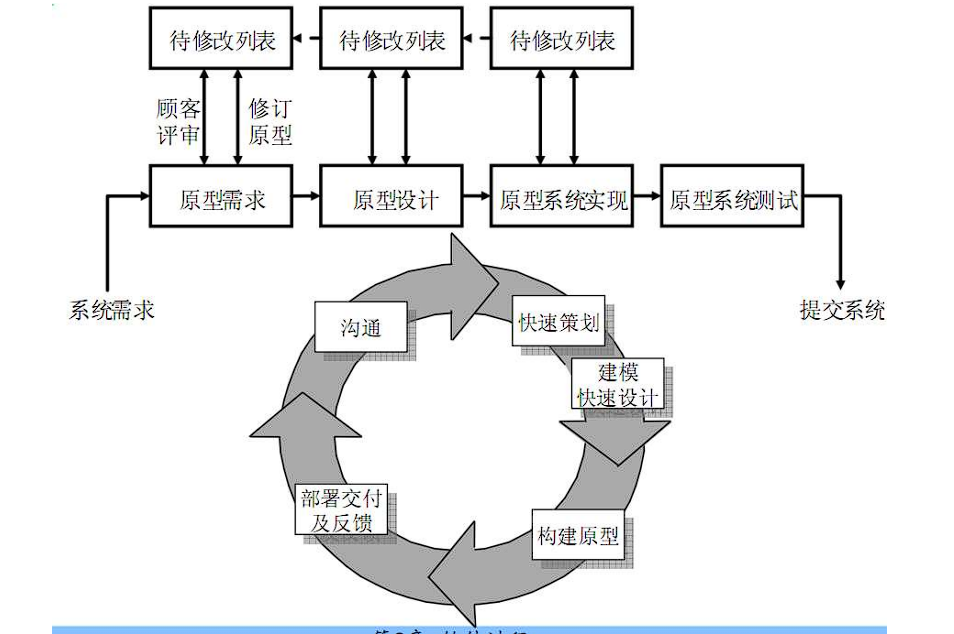 待修改列表
待修改列表
待修改列表
顾客
评审
修订
原型
原型需求
原型设计
原型系统实现
原型系统测试
系统需求
提交系统
沟通
快速策划
建模
快速设计
部署交付
及反馈
构建原型